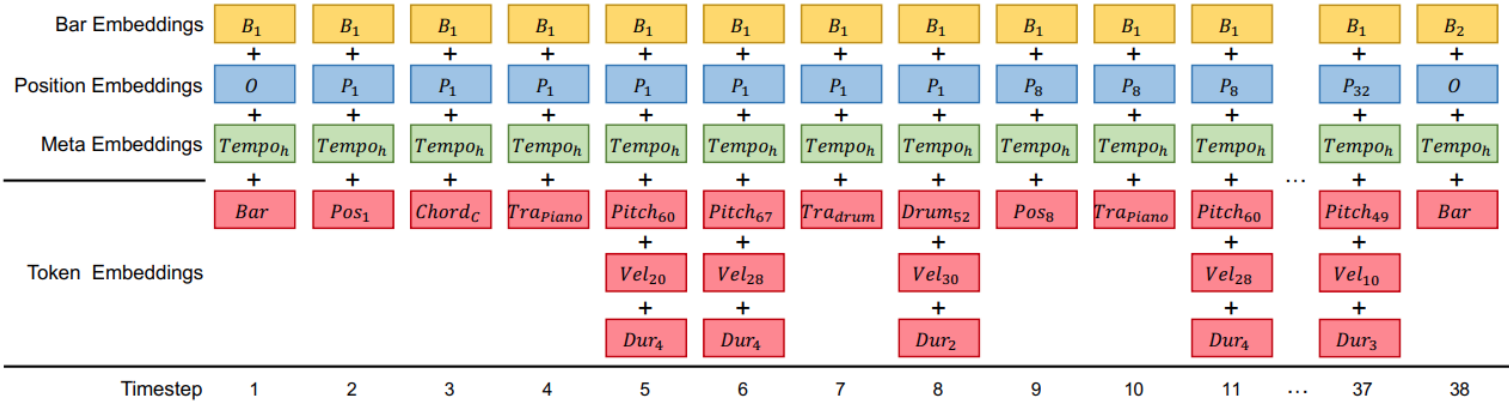 Bar Embeddings B₁ B₁ B₁ B₁ B₁ B₁ B₁ B₁ B₁ B₁ B₁ B₁ B₂
+ + + + + + + + + + + + +
Position Embeddings O P₁ P₁ P₁ P₁ P₁ P₁ P₁ P₈ P₈ P₈ P₃₂ O
+ + + + + + + + + + + + +
Meta Embeddings Tempoₕ Tempoₕ Tempoₕ Tempoₕ Tempoₕ Tempoₕ Tempoₕ Tempoₕ Tempoₕ Tempoₕ Tempoₕ Tempoₕ Tempoₕ
+ + + + + + + + + + + ... + +
Bar Pos₁ Chord_C Tra_Piano Pitch₆₀ Pitch₆₇ Tra_drum Drum₅₂ Pos₈ Tra_Piano Pitch₆₀ Pitch₄₉ Bar
+ + + + +
Token Embeddings Vel₂₀ Vel₂₈ Vel₃₀ Vel₂₈ Vel₁₀
+ + + + +
Dur₄ Dur₄ Dur₂ Dur₄ Dur₃
Timestep 1 2 3 4 5 6 7 8 9 10 11 ... 37 38